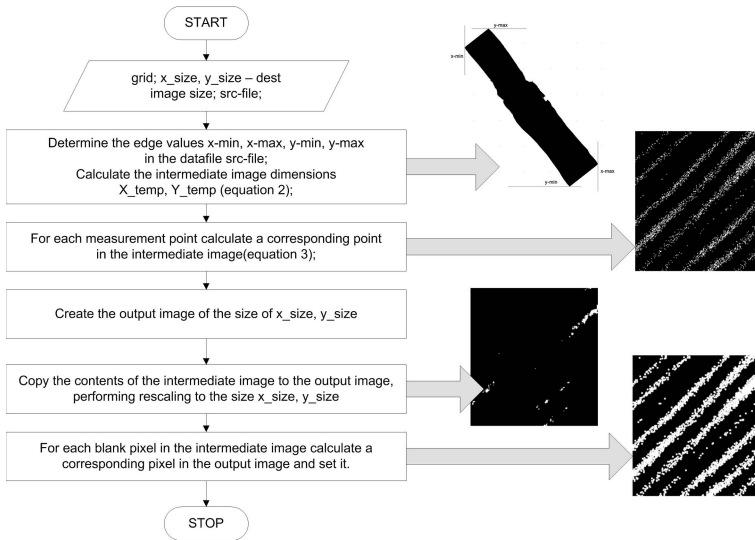 START
grid; x_size, y_size – dest
image size; src-file;
Determine the edge values x-min, x-max, y-min, y-max
in the datafile src-file;
Calculate the intermediate image dimensions
X_temp, Y_temp (equation 2);
For each measurement point calculate a corresponding point
in the intermediate image(equation 3);
Create the output image of the size of x_size, y_size
Copy the contents of the intermediate image to the output image,
performing rescaling to the size x_size, y_size
For each blank pixel in the intermediate image calculate a
corresponding pixel in the output image and set it.
STOP
y-max
x-min
x-max
y-min